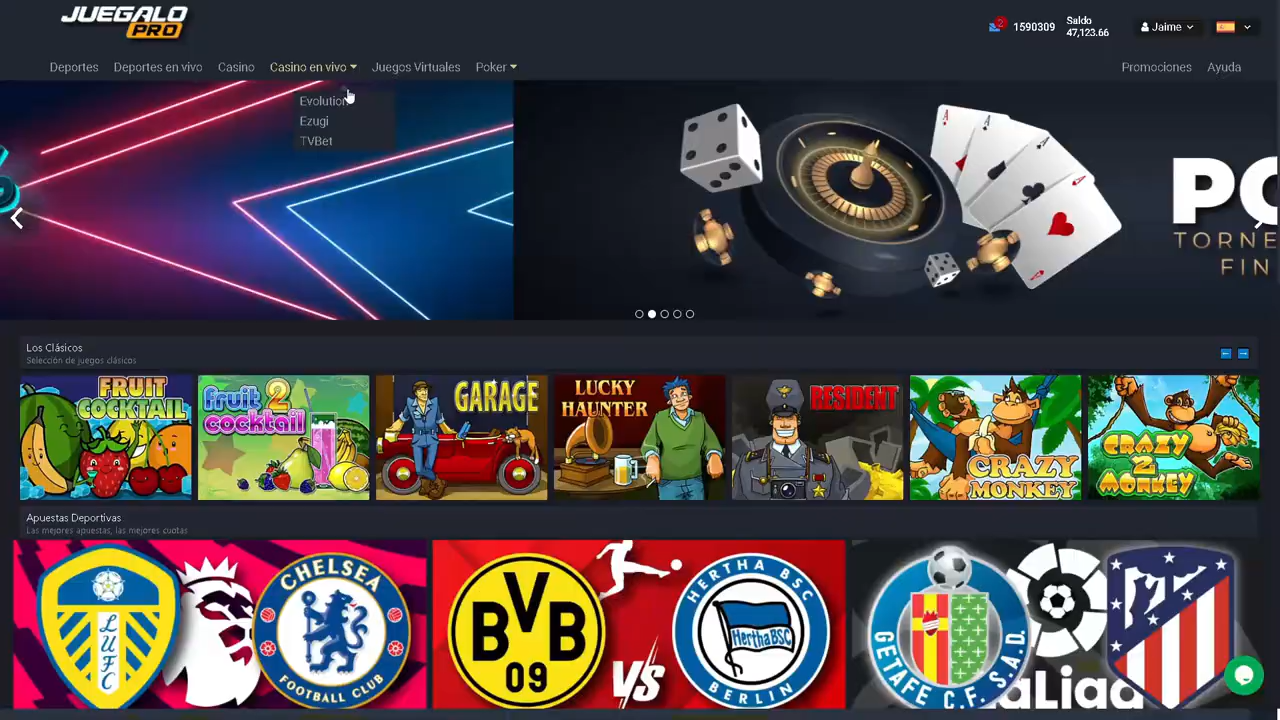 JUEGALO
PRO
2
1590309
Saldo
47,123.66
Jaime
Deportes
Deportes en vivo
Casino
Casino en vivo
Juegos Virtuales
Poker
Promociones
Ayuda
Evolution
Ezugi
TVBet
TORNE
FIN
Los Clásicos
Selección de juegos clásicos
FRUIT
COCKTAIL
fruit 2
cocktail
GARAGE
LUCKY
HAUNTER
RESIDENT
CRAZY
MONKEY
CRAZY
2
MONKEY
Apuestas Deportivas
Las mejores apuestas, las mejores cuotas
LUFC
CHELSEA
FOOTBALL CLUB
BVB
09
VS
HERTHA BSC
HerthaBSC
BERLIN
GETAFE C.F. S.A.D.
aLiga